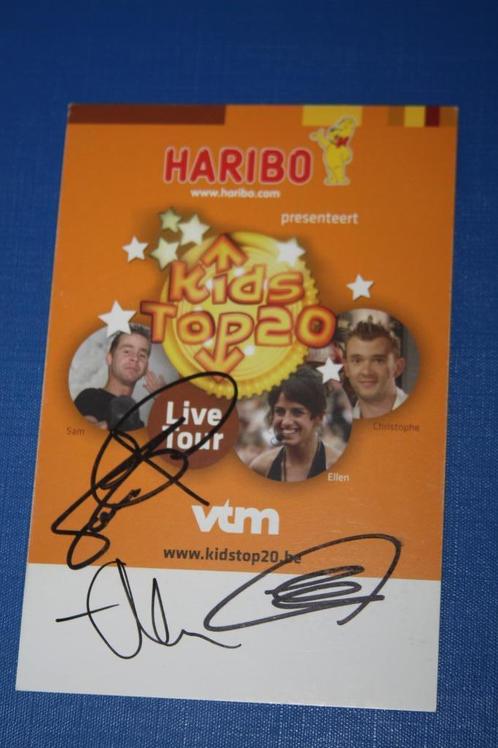 HARIBO
www.haribo.com
presenteert
Kids
Top20
Live
Tour
Sam
Christophe
Ellen
vtm
www.kidstop20.be